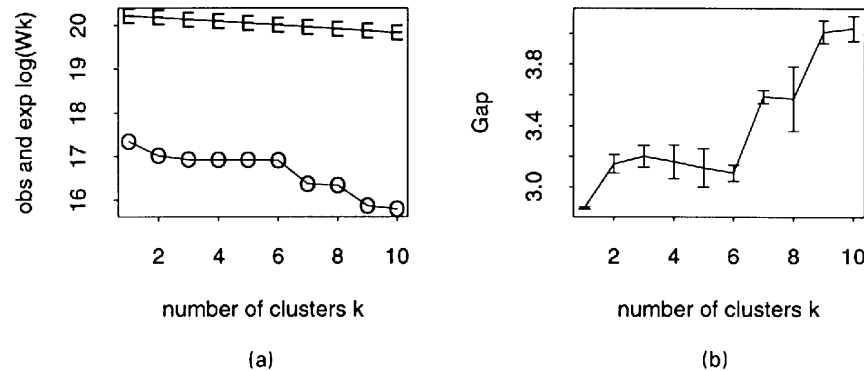 obs and exp log(Wk)
20
19
18
17
16
E E E E E E E E E E
O O O O O O O O O O
2 4 6 8 10
number of clusters k
(a)
Gap
3.8
3.4
3.0
2 4 6 8 10
number of clusters k
(b)